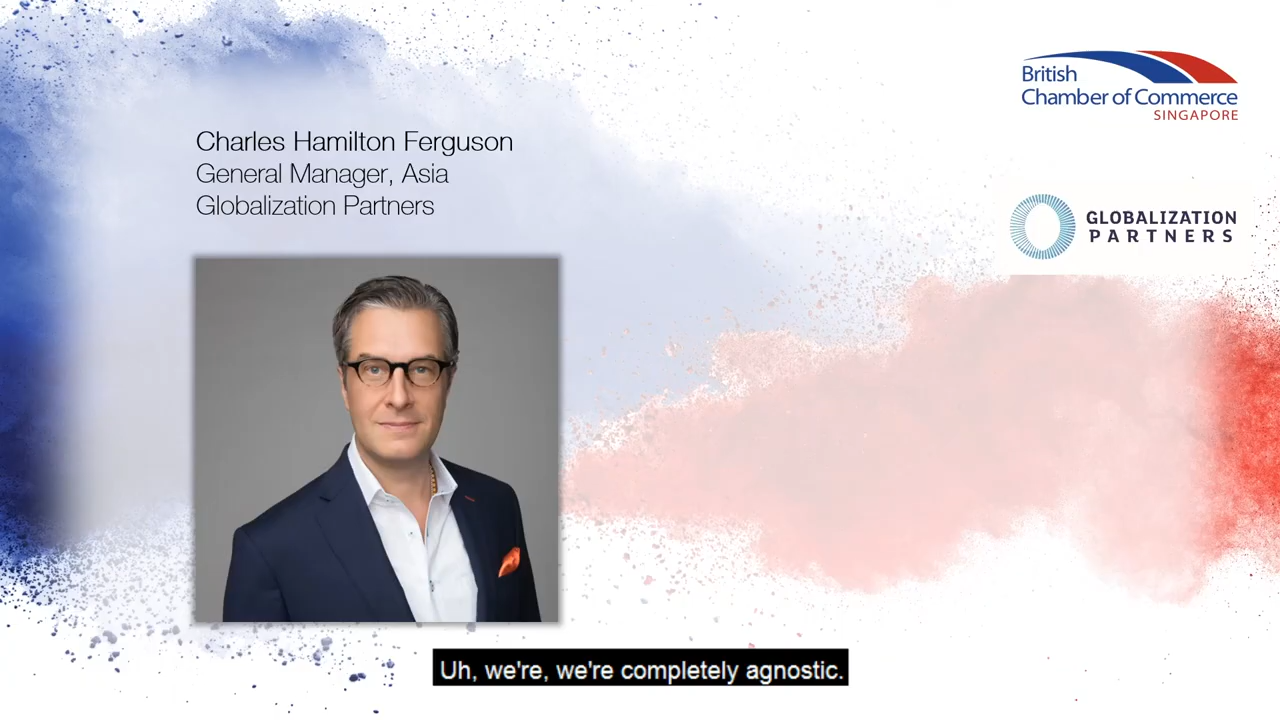 British
Chamber of Commerce
SINGAPORE
Charles Hamilton Ferguson
General Manager, Asia
Globalization Partners
GLOBALIZATION
PARTNERS
Uh, we're, we're completely agnostic.